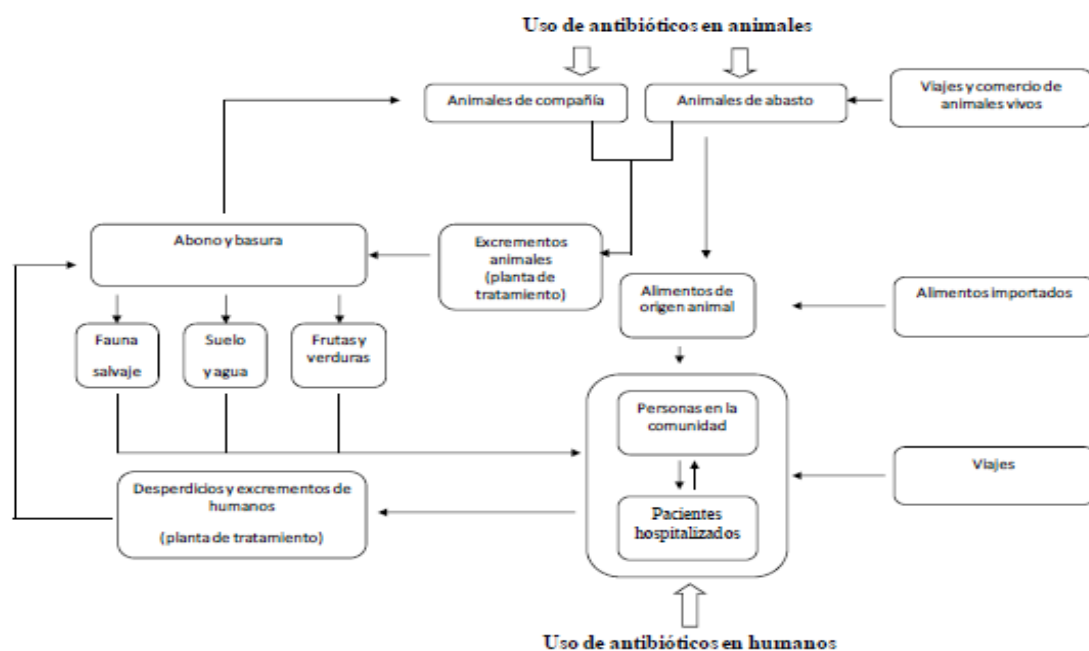 Uso de antibióticos en animales
Animales de compañía
Animales de abasto
Viajes y comercio de
animales vivos
Abono y basura
Excrementos
animales
(planta de
tratamiento)
Alimentos de
origen animal
Alimentos importados
Fauna
salvaje
Suelo
y agua
Frutas y
verduras
Personas en la
comunidad
Viajes
Desperdicios y excrementos de
humanos
(planta de tratamiento)
Pacientes
hospitalizados
Uso de antibióticos en humanos